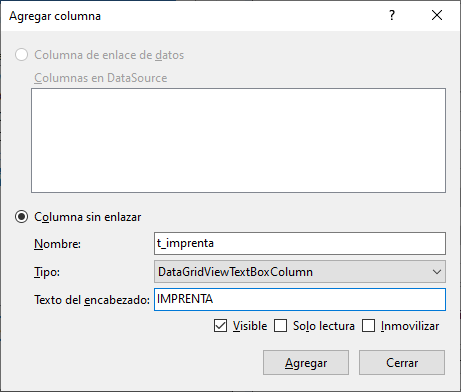 Agregar columna
Columna de enlace de datos
Columnas en DataSource
Columna sin enlazar
Nombre: t_imprenta
Tipo: DataGridViewTextBoxColumn
Texto del encabezado: IMPRENTA
Visible Solo lectura Inmovilizar
Agregar Cerrar